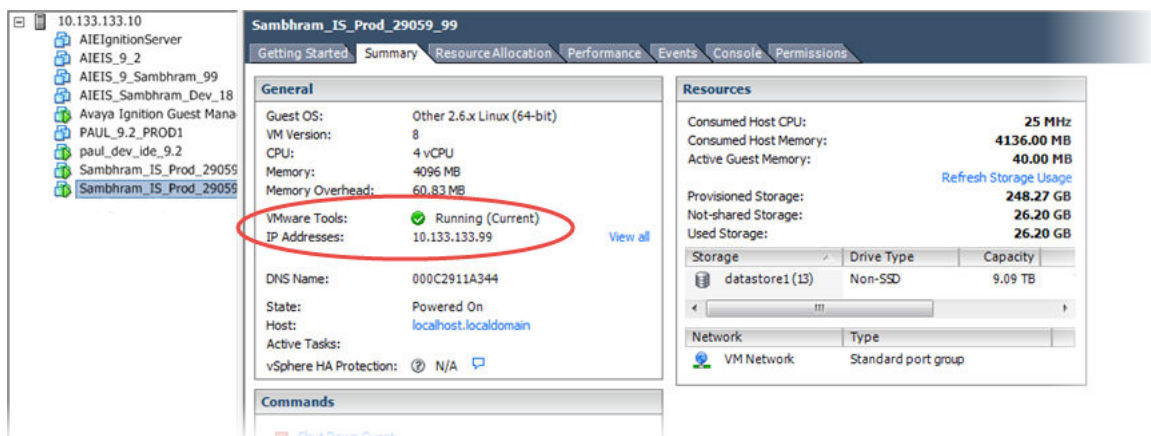 10.133.133.10
AIEIgnitionServer
AIEIS_9_2
AIEIS_9_Sambhram_99
AIEIS_Sambhram_Dev_18
Avaya Ignition Guest Mana
PAUL_9.2_PROD1
paul_dev_ide_9.2
Sambhram_IS_Prod_29059
Sambhram_IS_Prod_29059
Sambhram_IS_Prod_29059_99
Getting Started Summary Resource Allocation Performance Events Console Permissions
General
Guest OS: Other 2.6.x Linux (64-bit)
VM Version: 8
CPU: 4 vCPU
Memory: 4096 MB
Memory Overhead: 60.83 MB
VMware Tools: Running (Current)
IP Addresses: 10.133.133.99 View all
DNS Name: 000C2911A344
State: Powered On
Host: localhost.localdomain
Active Tasks:
vSphere HA Protection: N/A
Commands
Shut Down Guest
Resources
Consumed Host CPU: 25 MHz
Consumed Host Memory: 4136.00 MB
Active Guest Memory: 40.00 MB
Refresh Storage Usage
Provisioned Storage: 248.27 GB
Not-shared Storage: 26.20 GB
Used Storage: 26.20 GB
Storage Drive Type Capacity
datastore1 (13) Non-SSD 9.09 TB
Network Type
VM Network Standard port group